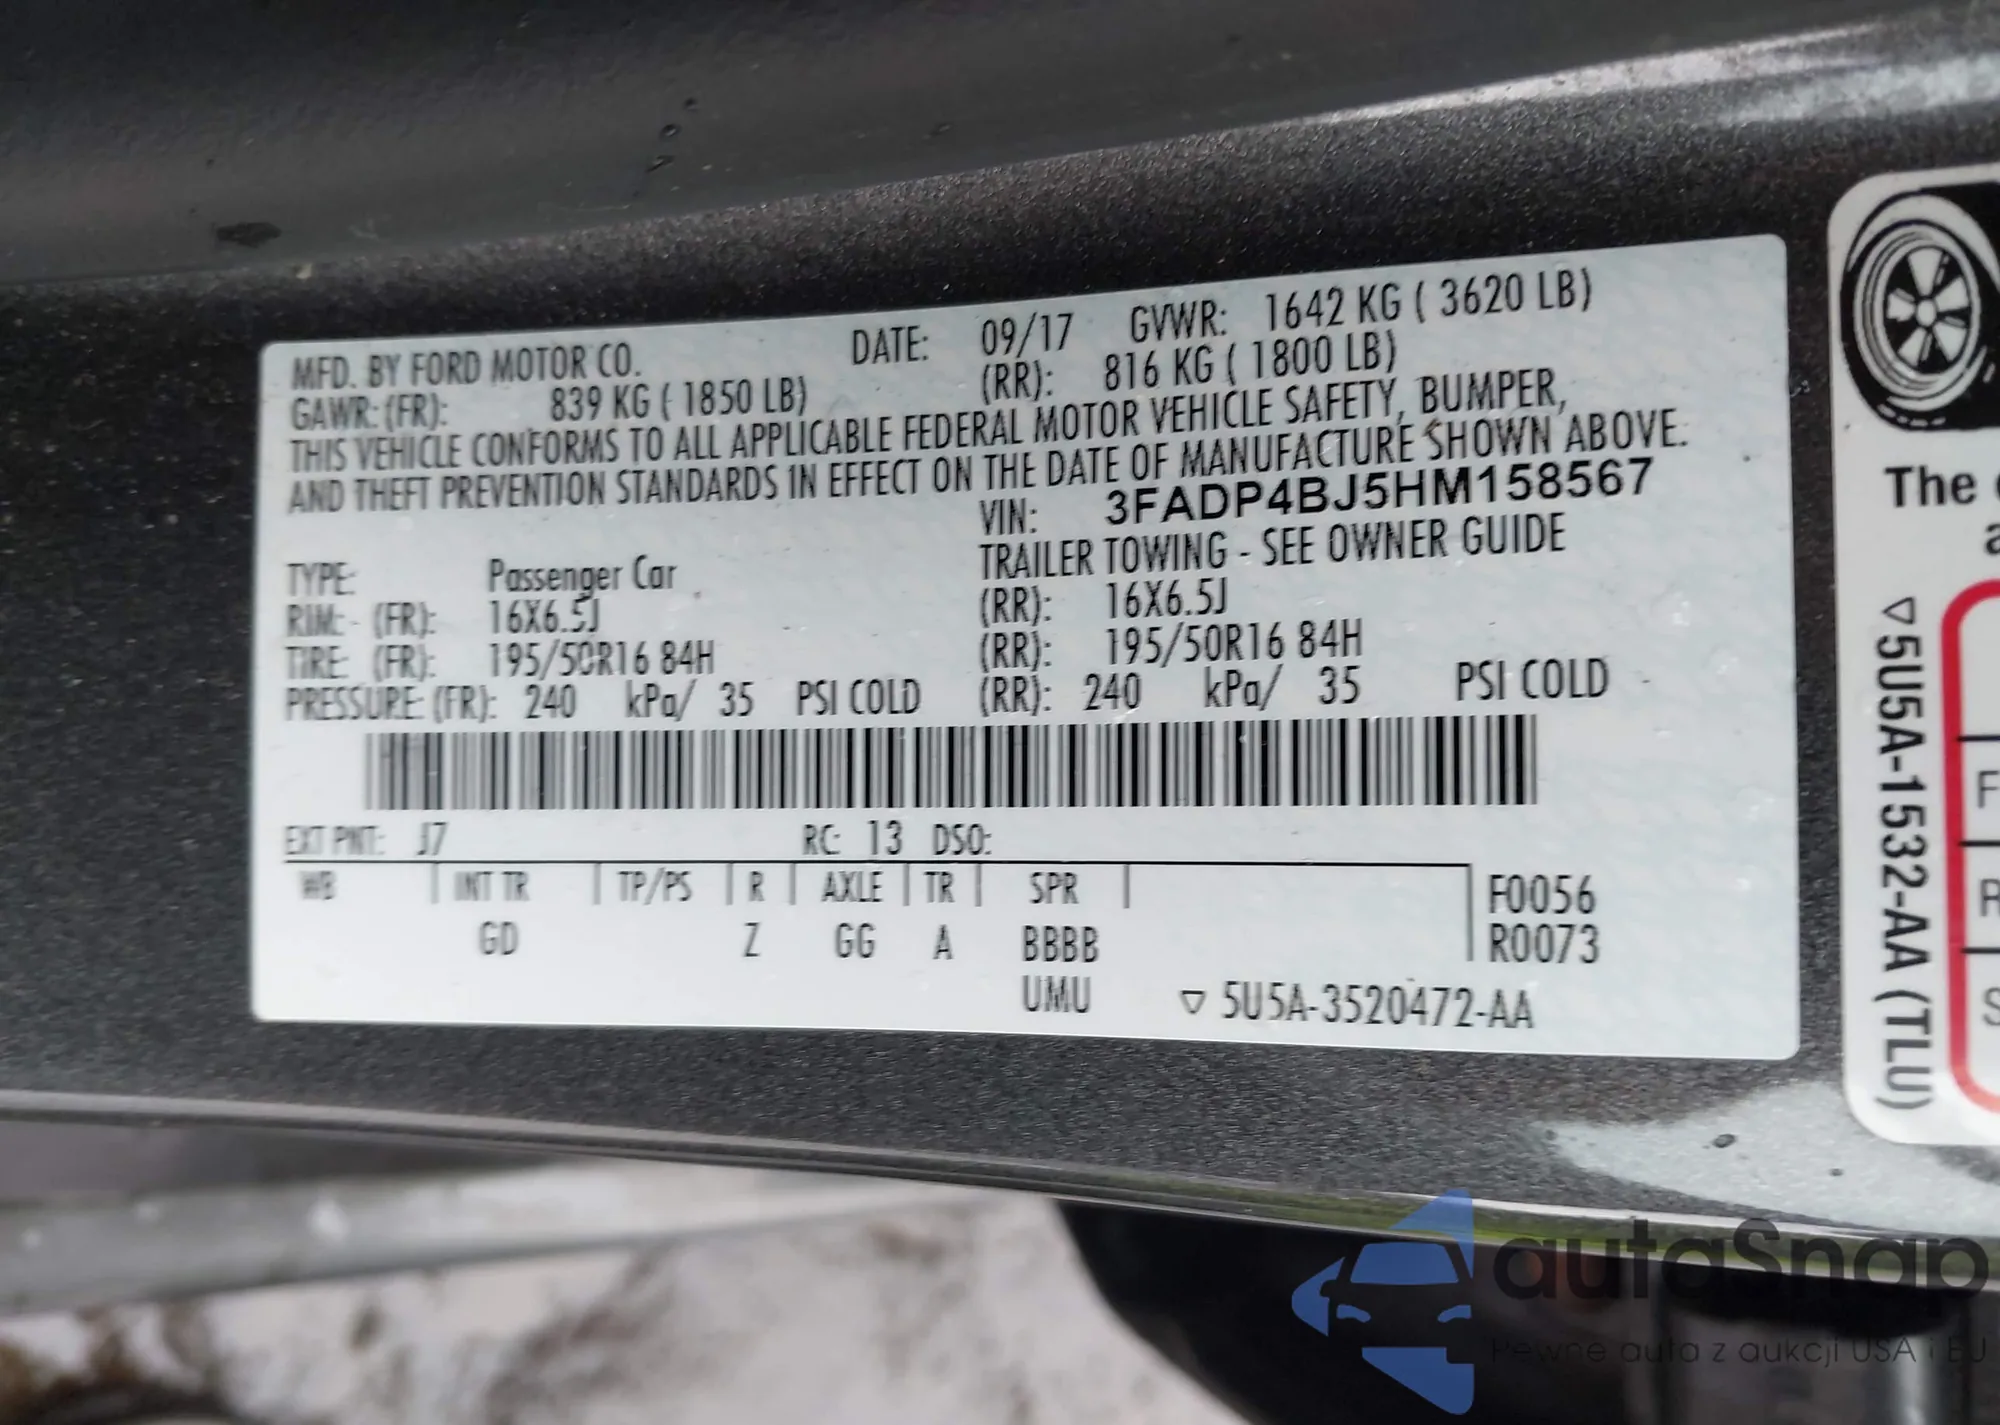 MFD. BY FORD MOTOR CO. DATE: 09/17 GVWR: 1642 KG ( 3620 LB)
GAWR: (FR): 839 KG ( 1850 LB) (RR): 816 KG ( 1800 LB)
THIS VEHICLE CONFORMS TO ALL APPLICABLE FEDERAL MOTOR VEHICLE SAFETY, BUMPER,
AND THEFT PREVENTION STANDARDS IN EFFECT ON THE DATE OF MANUFACTURE SHOWN ABOVE.
VIN: 3FADP4BJ5HM158567
TYPE: Passenger Car TRAILER TOWING - SEE OWNER GUIDE
RIM: - (FR): 16X6.5J (RR): 16X6.5J
TIRE: (FR): 195/50R16 84H (RR): 195/50R16 84H
PRESSURE: (FR): 240 kPa/ 35 PSI COLD (RR): 240 kPa/ 35 PSI COLD
EXT PNT: J7 RC: 13 DSO:
WB INT TR TP/PS R AXLE TR SPR F0056
GD Z GG A BBBB R0073
UMU ▽ 5U5A-3520472-AA
The
▽5U5A-1532-AA (TLU)
F
R
S
autoSnap
Pewne auta z aukcji USA i EU